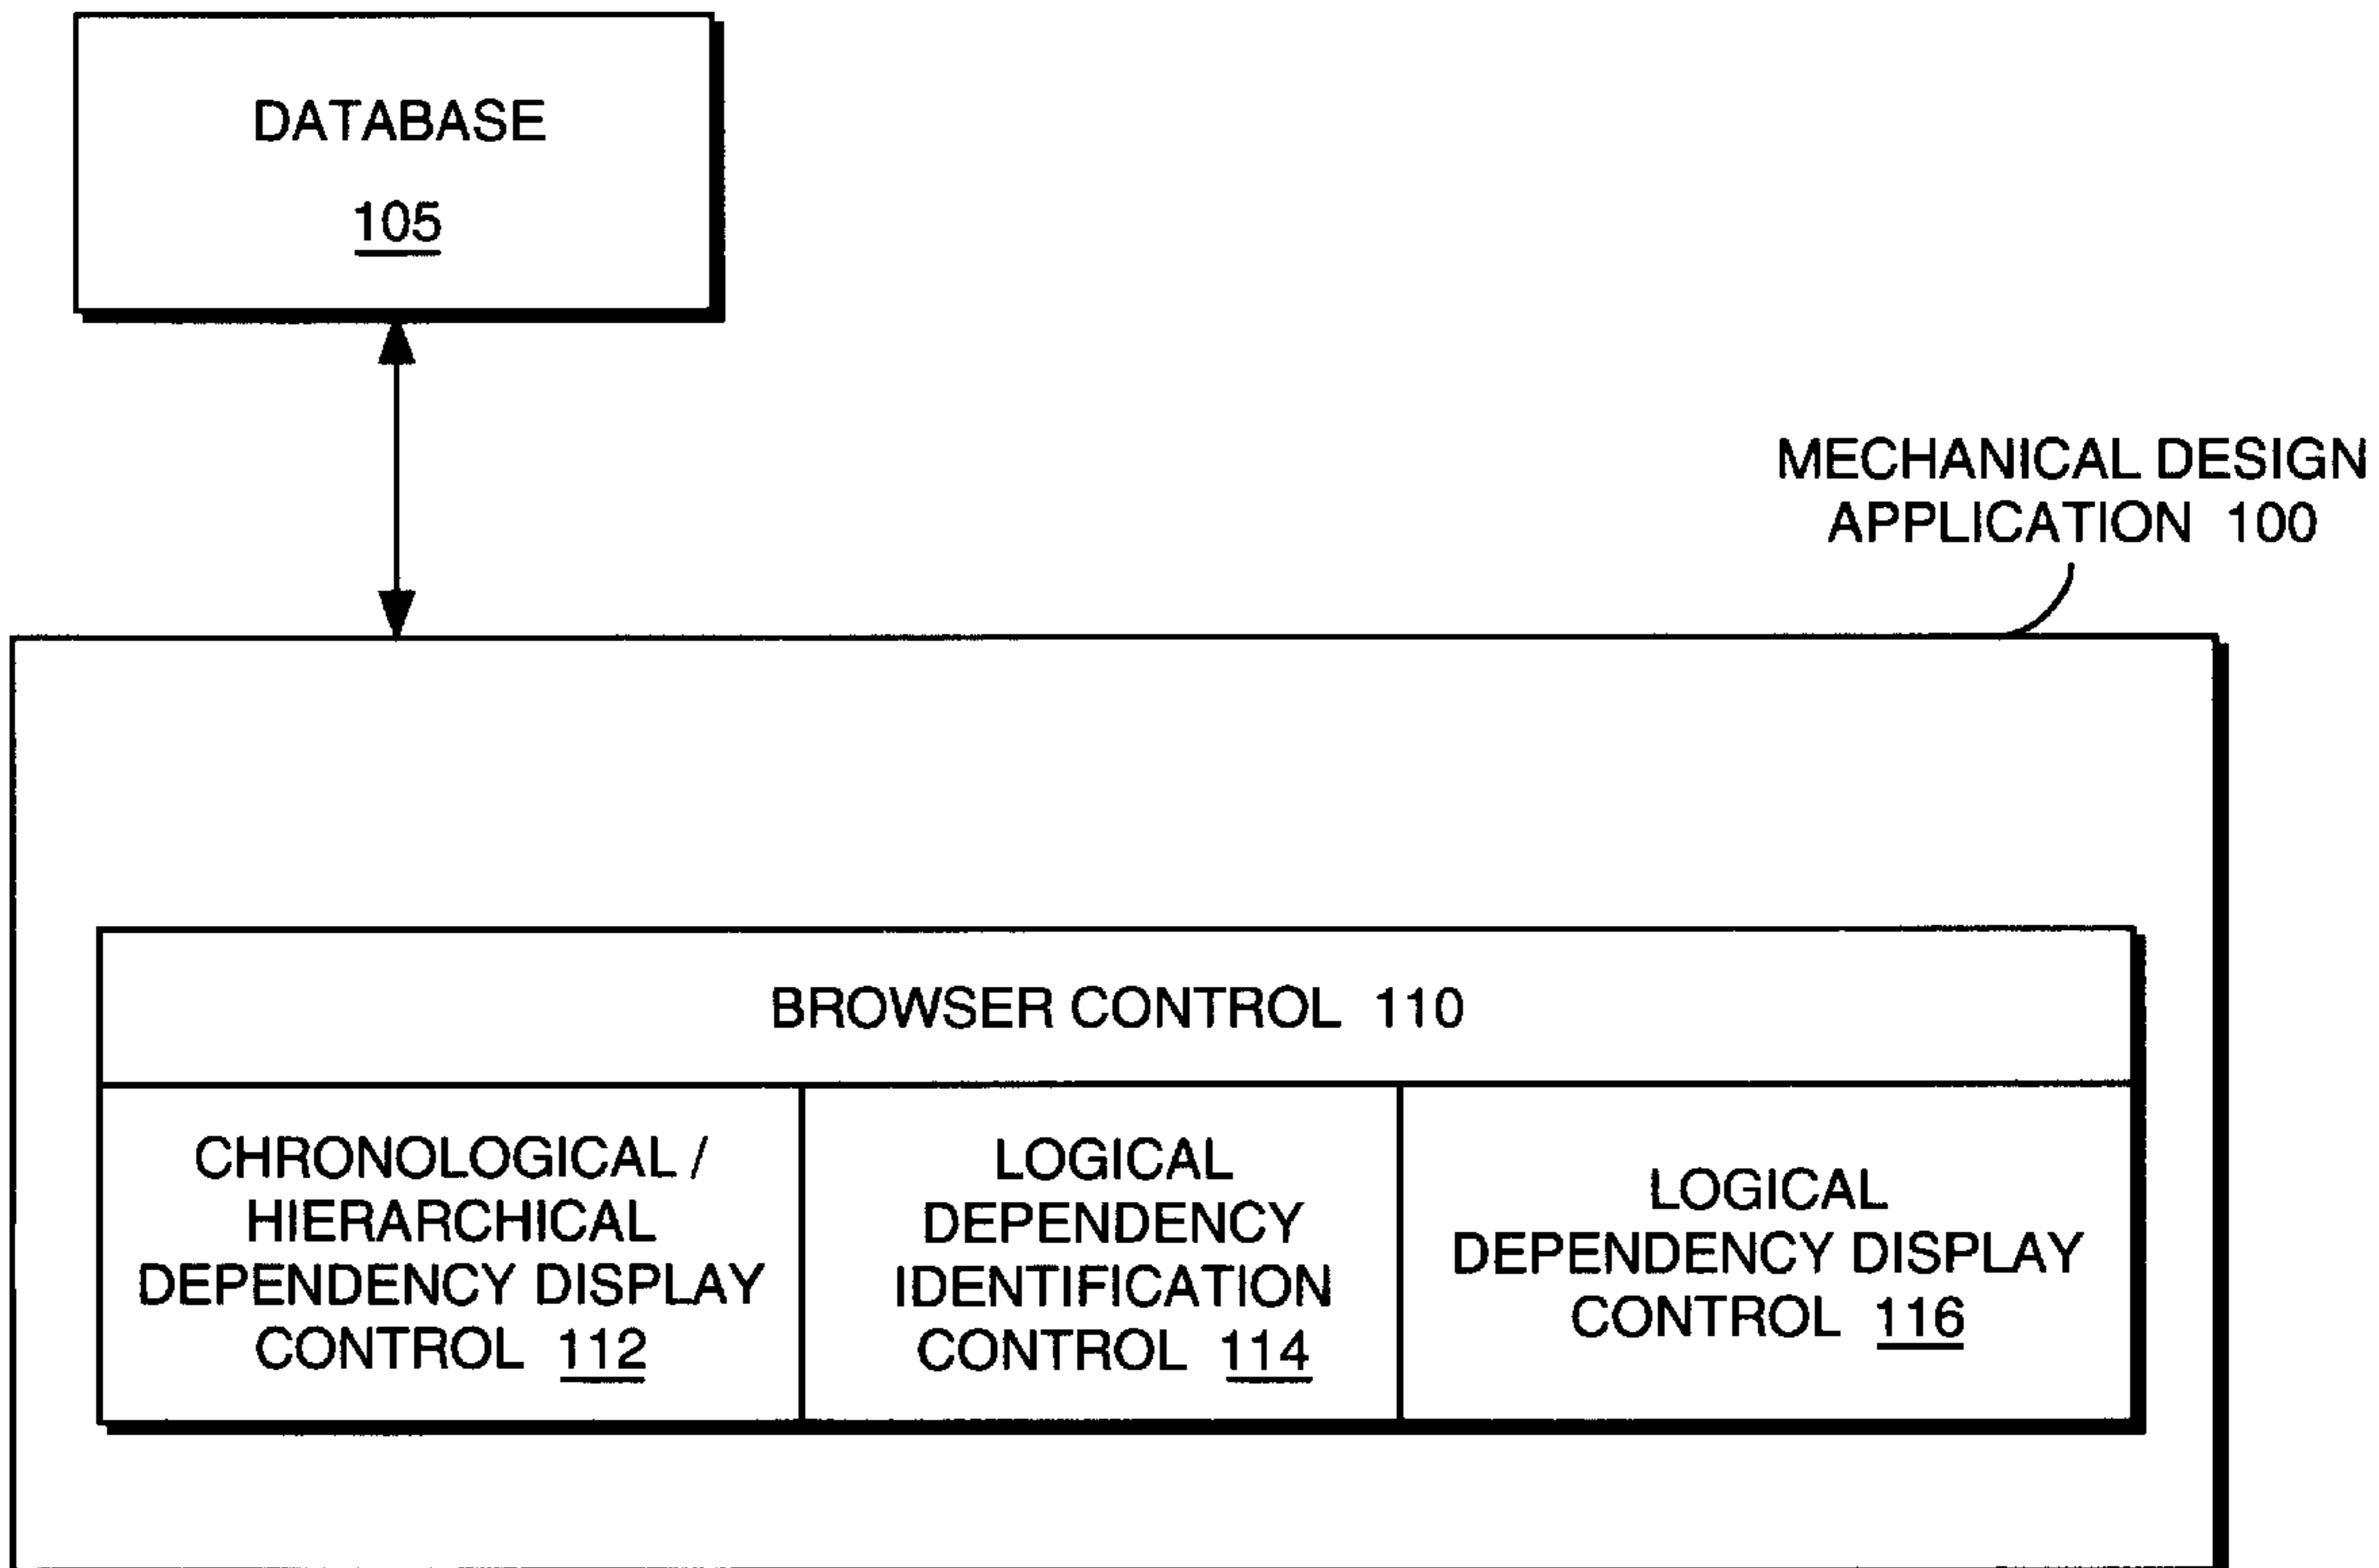 DATABASE
105
MECHANICAL DESIGN
APPLICATION 100
BROWSER CONTROL 110
CHRONOLOGICAL /
HIERARCHICAL
DEPENDENCY DISPLAY
CONTROL 112
LOGICAL
DEPENDENCY
IDENTIFICATION
CONTROL 114
LOGICAL
DEPENDENCY DISPLAY
CONTROL 116